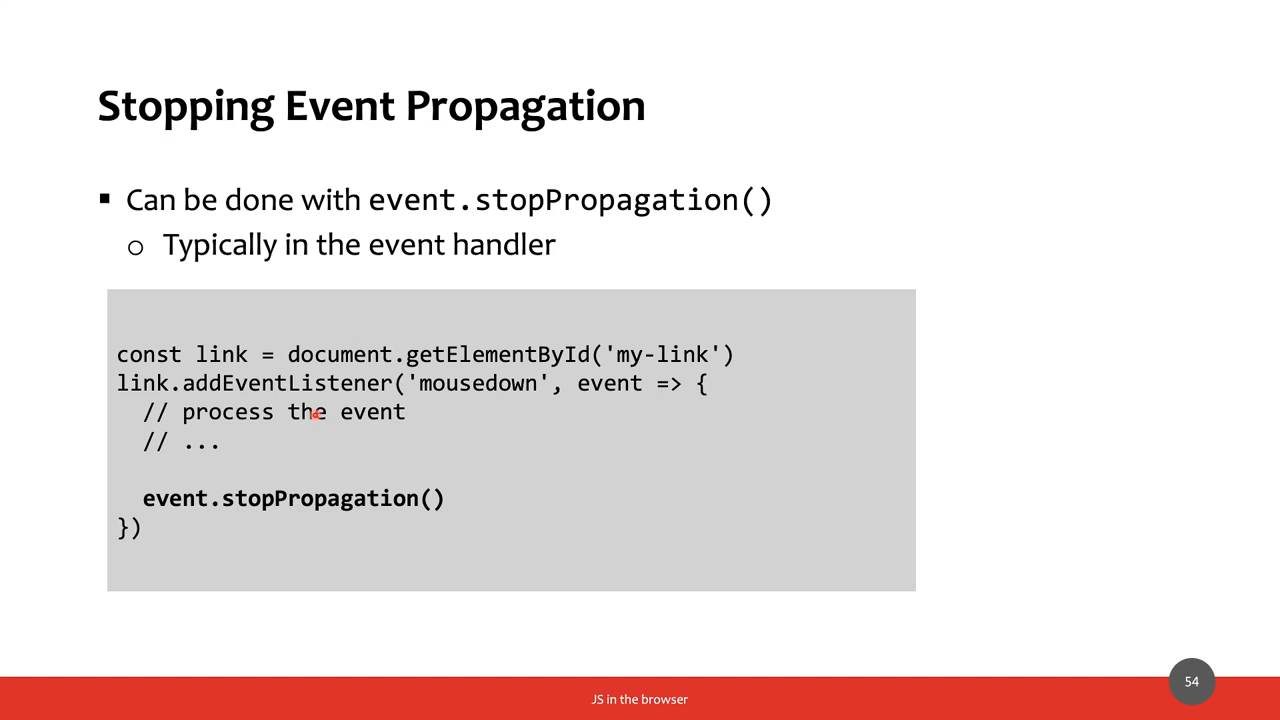 Stopping Event Propagation
▪ Can be done with event.stopPropagation()
o Typically in the event handler
const link = document.getElementById('my-link')
link.addEventListener('mousedown', event => {
  // process the event
  // ...
  event.stopPropagation()
})
54
JS in the browser